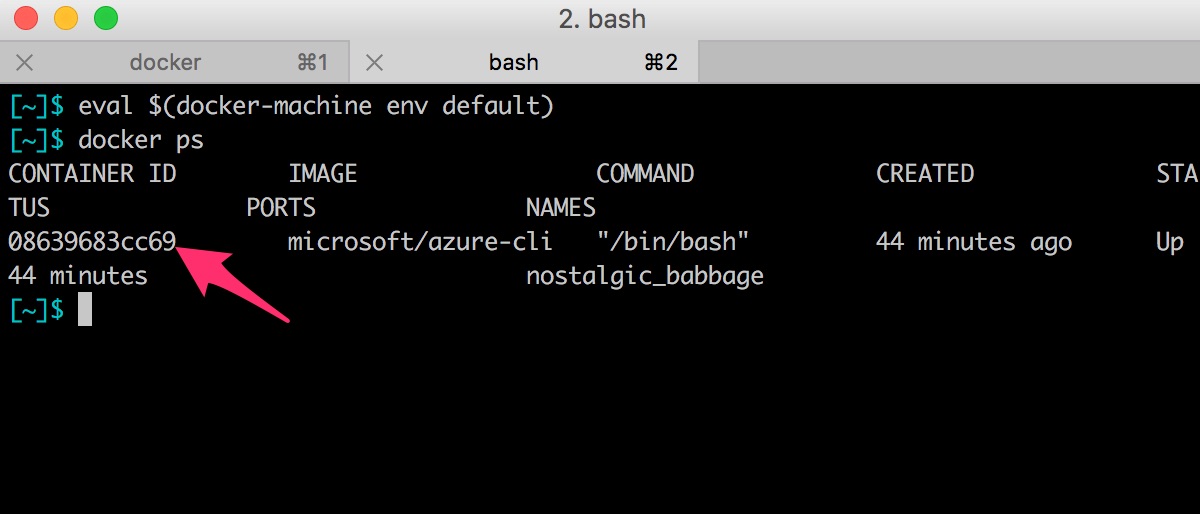 2. bash
docker ⌘1 bash ⌘2
[~]$ eval $(docker-machine env default)
[~]$ docker ps
CONTAINER ID IMAGE COMMAND CREATED STA
TUS PORTS NAMES
08639683cc69 microsoft/azure-cli "/bin/bash" 44 minutes ago Up
44 minutes nostalgic_babbage
[~]$